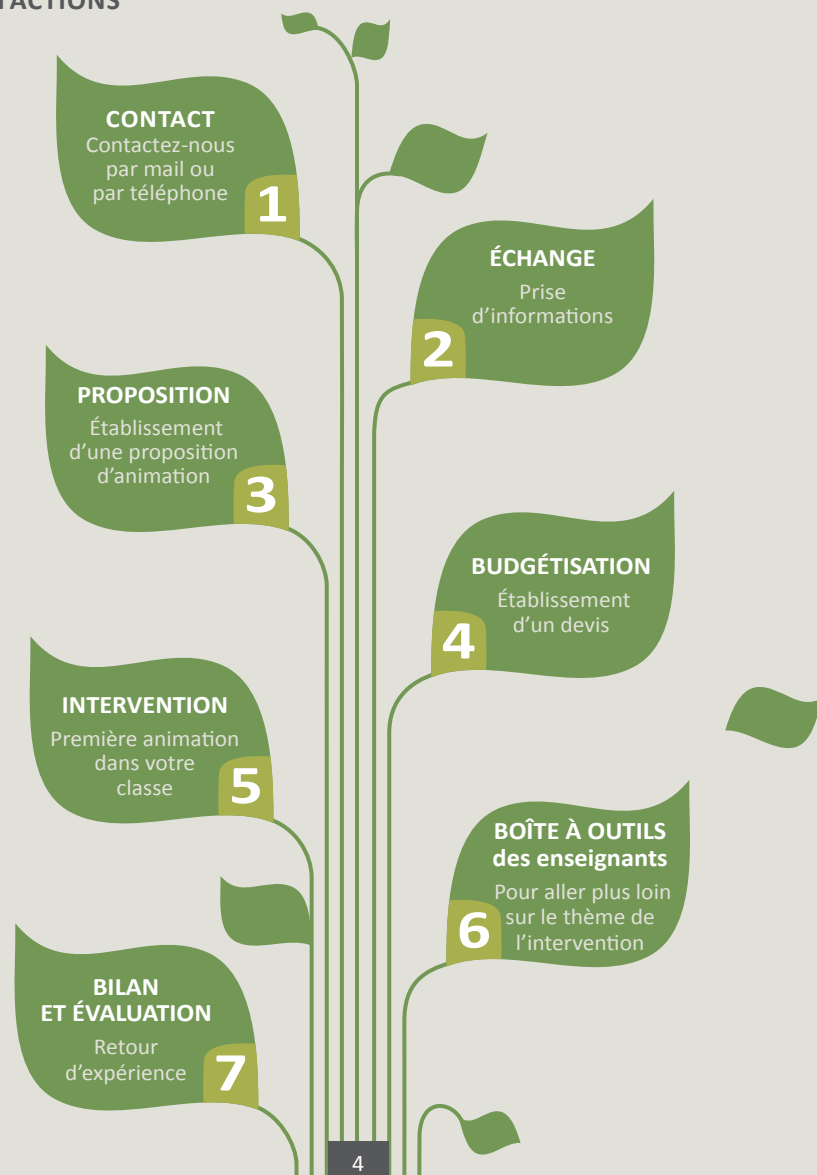 CONTACT
Contactez-nous
par mail ou
par téléphone
1
ÉCHANGE
Prise
d’informations
2
PROPOSITION
Établissement
d’une proposition
d’animation
3
BUDGÉTISATION
Établissement
d’un devis
4
INTERVENTION
Première animation
dans votre
classe
5
BOÎTE À OUTILS
des enseignants
Pour aller plus loin
sur le thème de
l’intervention
6
BILAN
ET ÉVALUATION
Retour
d’expérience
7
4